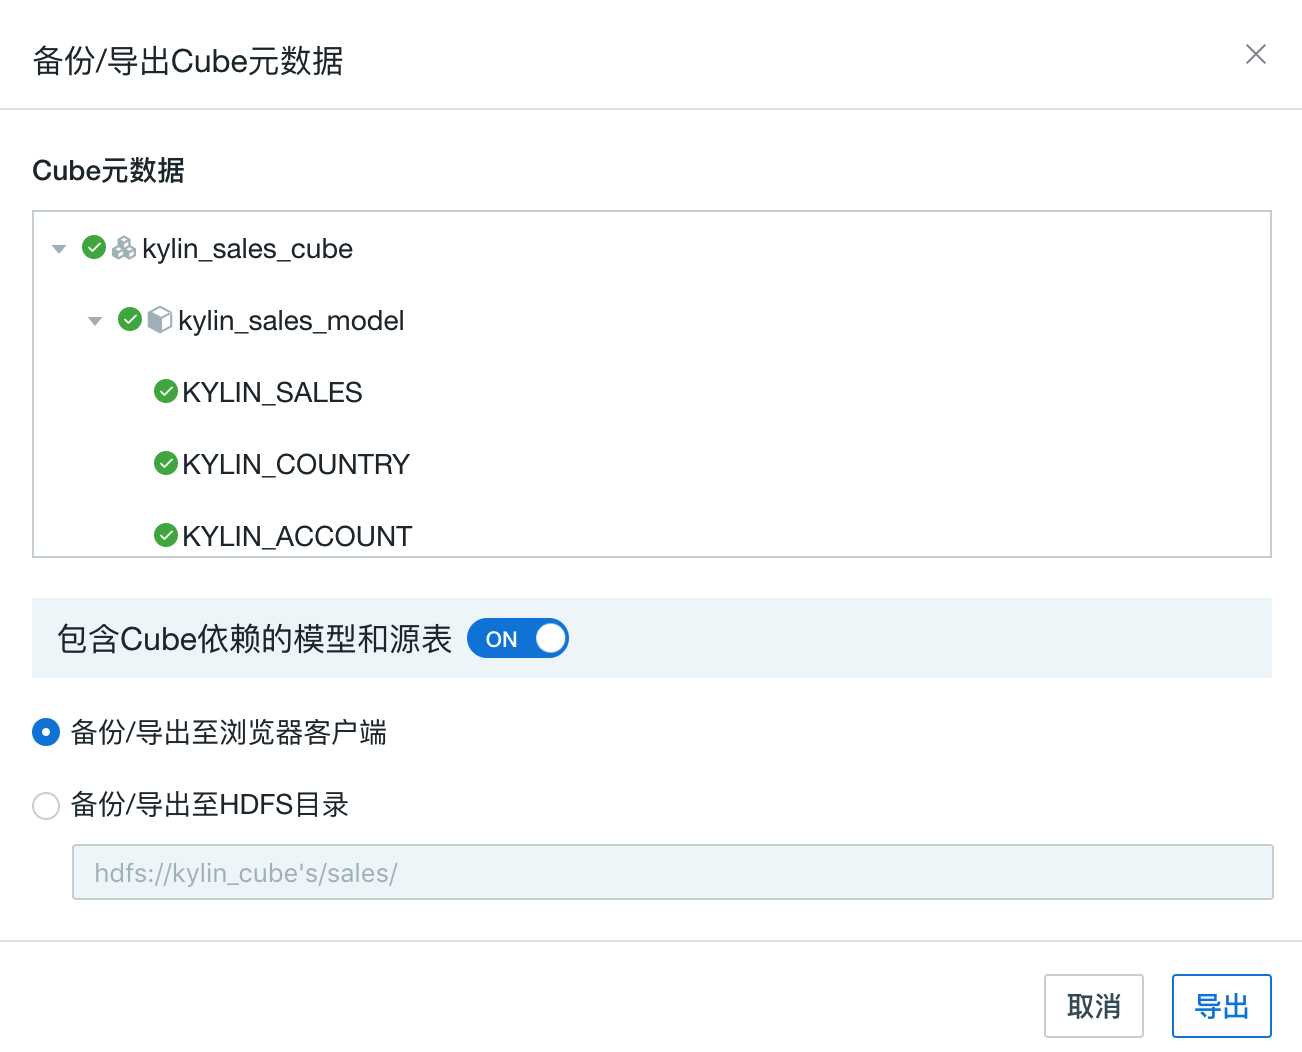 备份/导出Cube元数据
Cube元数据
kylin_sales_cube
kylin_sales_model
KYLIN_SALES
KYLIN_COUNTRY
KYLIN_ACCOUNT
包含Cube依赖的模型和源表 ON
备份/导出至浏览器客户端
备份/导出至HDFS目录
hdfs://kylin_cube's/sales/
取消 导出